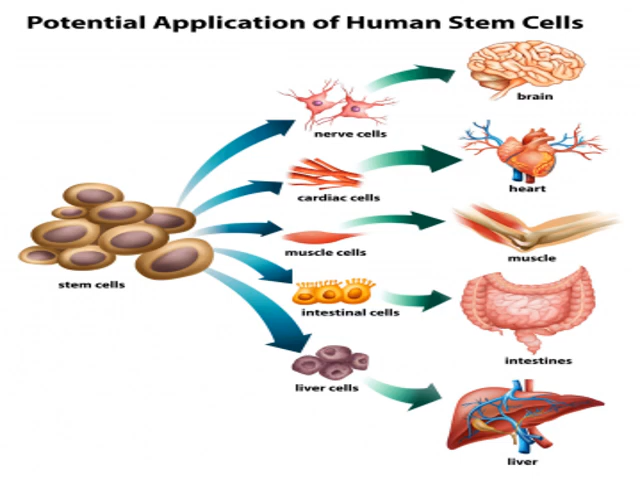 Potential Application of Human Stem Cells
brain
nerve cells
heart
cardiac cells
muscle cells
muscle
stem cells
intestinal cells
intestines
liver cells
liver